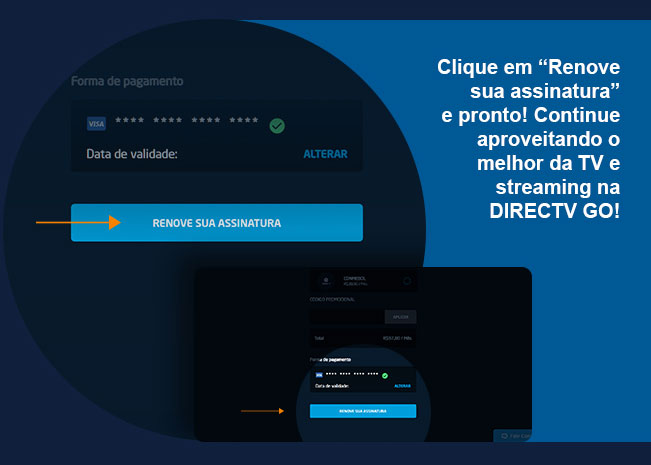 Clique em “Renove
sua assinatura”
e pronto! Continue
aproveitando o
melhor da TV e
streaming na
DIRECTV GO!
Forma de pagamento
VISA **** **** **** ****
Data de validade: ALTERAR
RENOVE SUA ASSINATURA
CONMEBOL
CÓDIGO PROMOCIONAL
APLICAR
Total
Forma de pagamento
VISA **** **** **** ****
Data de validade: ALTERAR
RENOVE SUA ASSINATURA